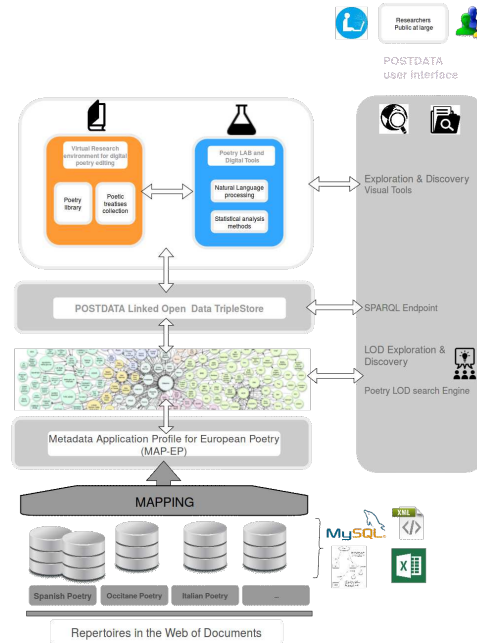 Researchers
Public at large
POSTDATA
user interface
Virtual Research
environment for digital
poetry editing
Poetry
library
Poetic
treatises
collection
Poetry LAB and
Digital Tools
Natural Language
processing
Statistical analysis
methods
Exploration & Discovery
Visual Tools
POSTDATA Linked Open Data TripleStore
SPARQL Endpoint
LOD Exploration &
Discovery
Poetry LOD search Engine
Metadata Application Profile for European Poetry
(MAP-EP)
MAPPING
MySQL
XML
</>
X
Spanish Poetry
Occitane Poetry
Italian Poetry
...
Repertoires in the Web of Documents